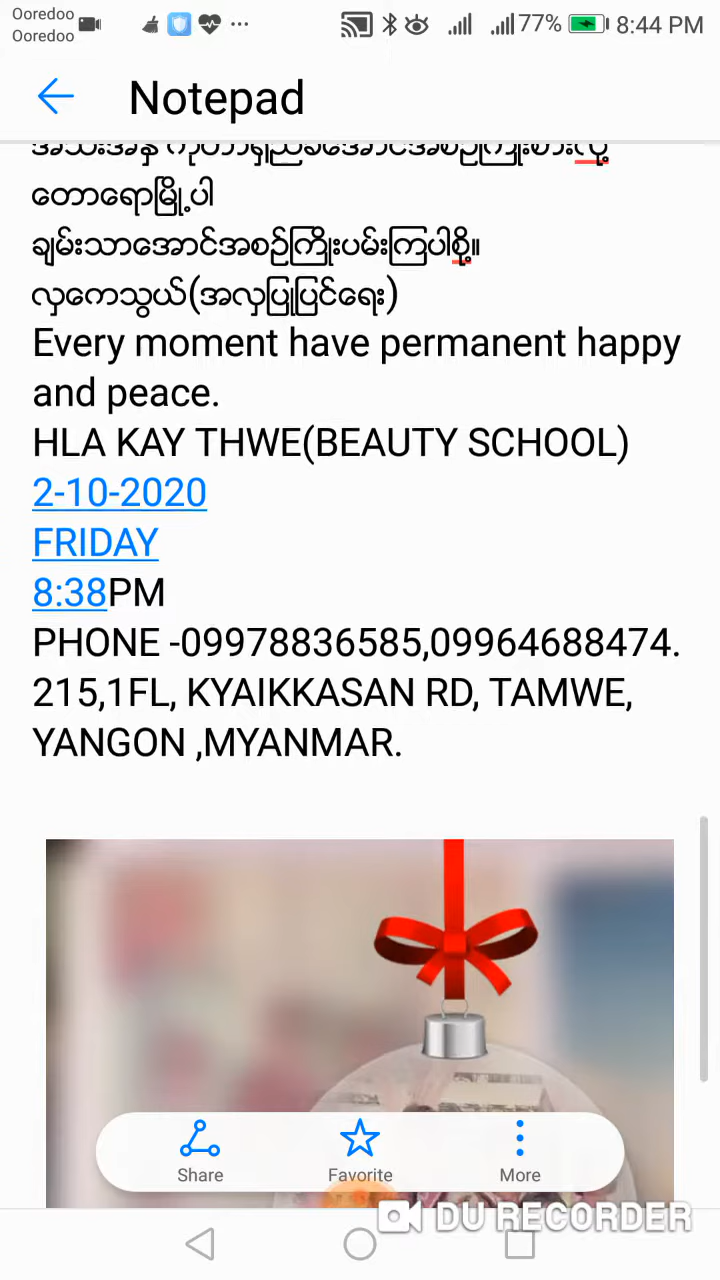 Ooredoo
Ooredoo
77%
8:44 PM
Notepad
တောရောမြို့ပါ
ချမ်းသာအောင်အစဉ်ကြိုးပမ်းကြပါစို့။
လှကေသွယ်(အလှပြုပြင်ရေး)
Every moment have permanent happy
and peace.
HLA KAY THWE(BEAUTY SCHOOL)
2-10-2020
FRIDAY
8:38PM
PHONE -09978836585,09964688474.
215,1FL, KYAIKKASAN RD, TAMWE,
YANGON ,MYANMAR.
Share
Favorite
More
DU RECORDER